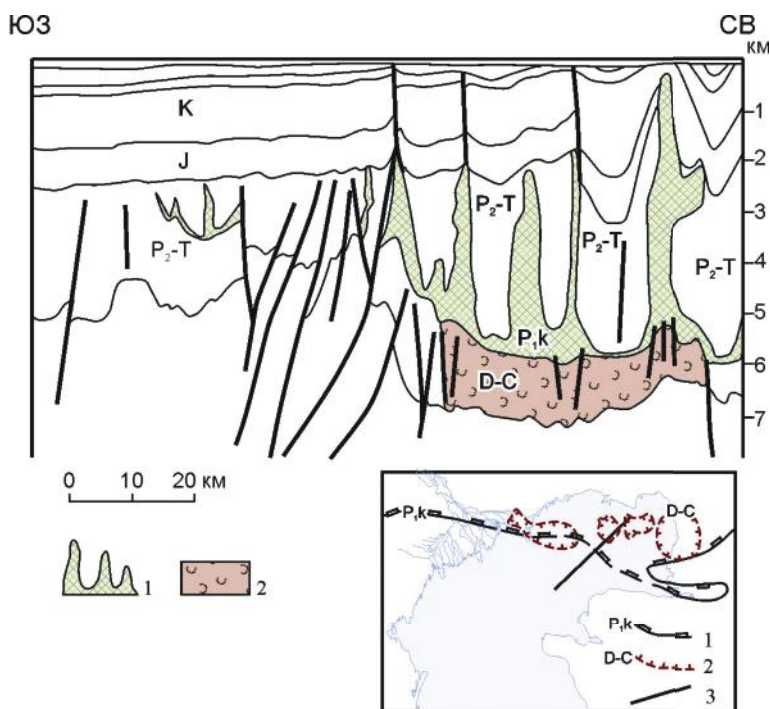 ЮЗ СВ
км
K
1
J
2
P₂-T
3
P₂-T P₂-T
4
P₂-T
5
P₁k
D-C
6
7
0 10 20 км
1 2
P₁k D-C
P₁k 1
D-C 2
3